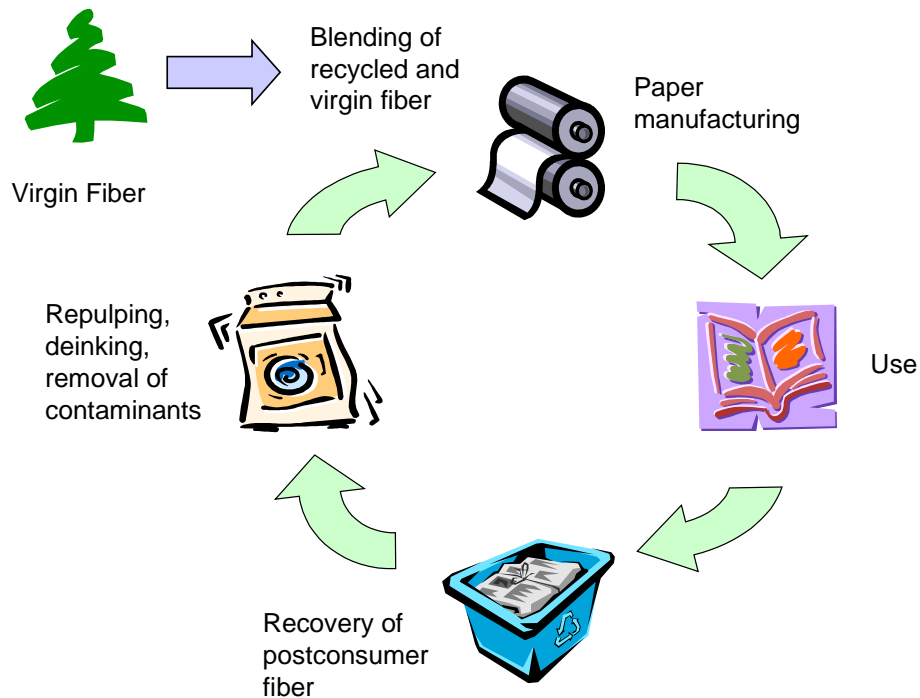 Virgin Fiber
Blending of
recycled and
virgin fiber
Paper
manufacturing
Use
Recovery of
postconsumer
fiber
Repulping,
deinking,
removal of
contaminants